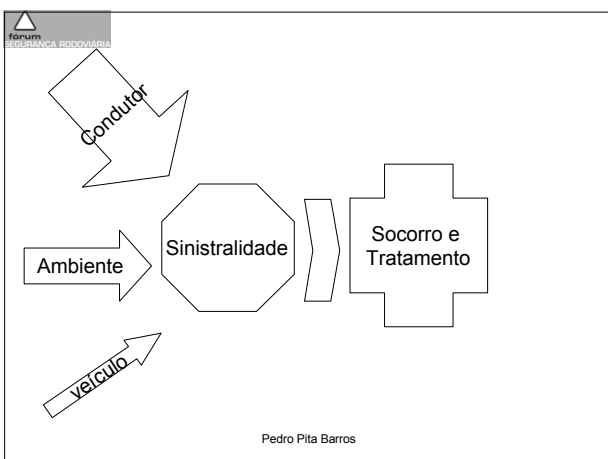 fórum
SEGURANÇA RODOVIÁRIA
Condutor
Ambiente
Sinistralidade
Socorro e
Tratamento
veículo
Pedro Pita Barros